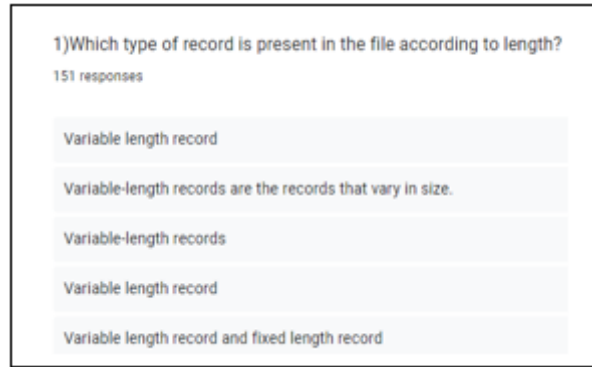 1)Which type of record is present in the file according to length?
151 responses
Variable length record
Variable-length records are the records that vary in size.
Variable-length records
Variable length record
Variable length record and fixed length record